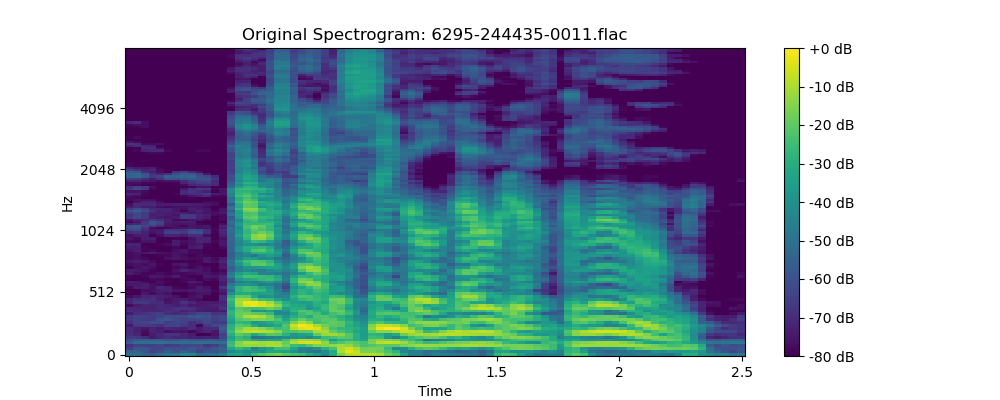 Original Spectrogram: 6295-244435-0011.flac
Hz
4096
2048
1024
512
0
0
0.5
1
1.5
2
2.5
Time
+0 dB
-10 dB
-20 dB
-30 dB
-40 dB
-50 dB
-60 dB
-70 dB
-80 dB